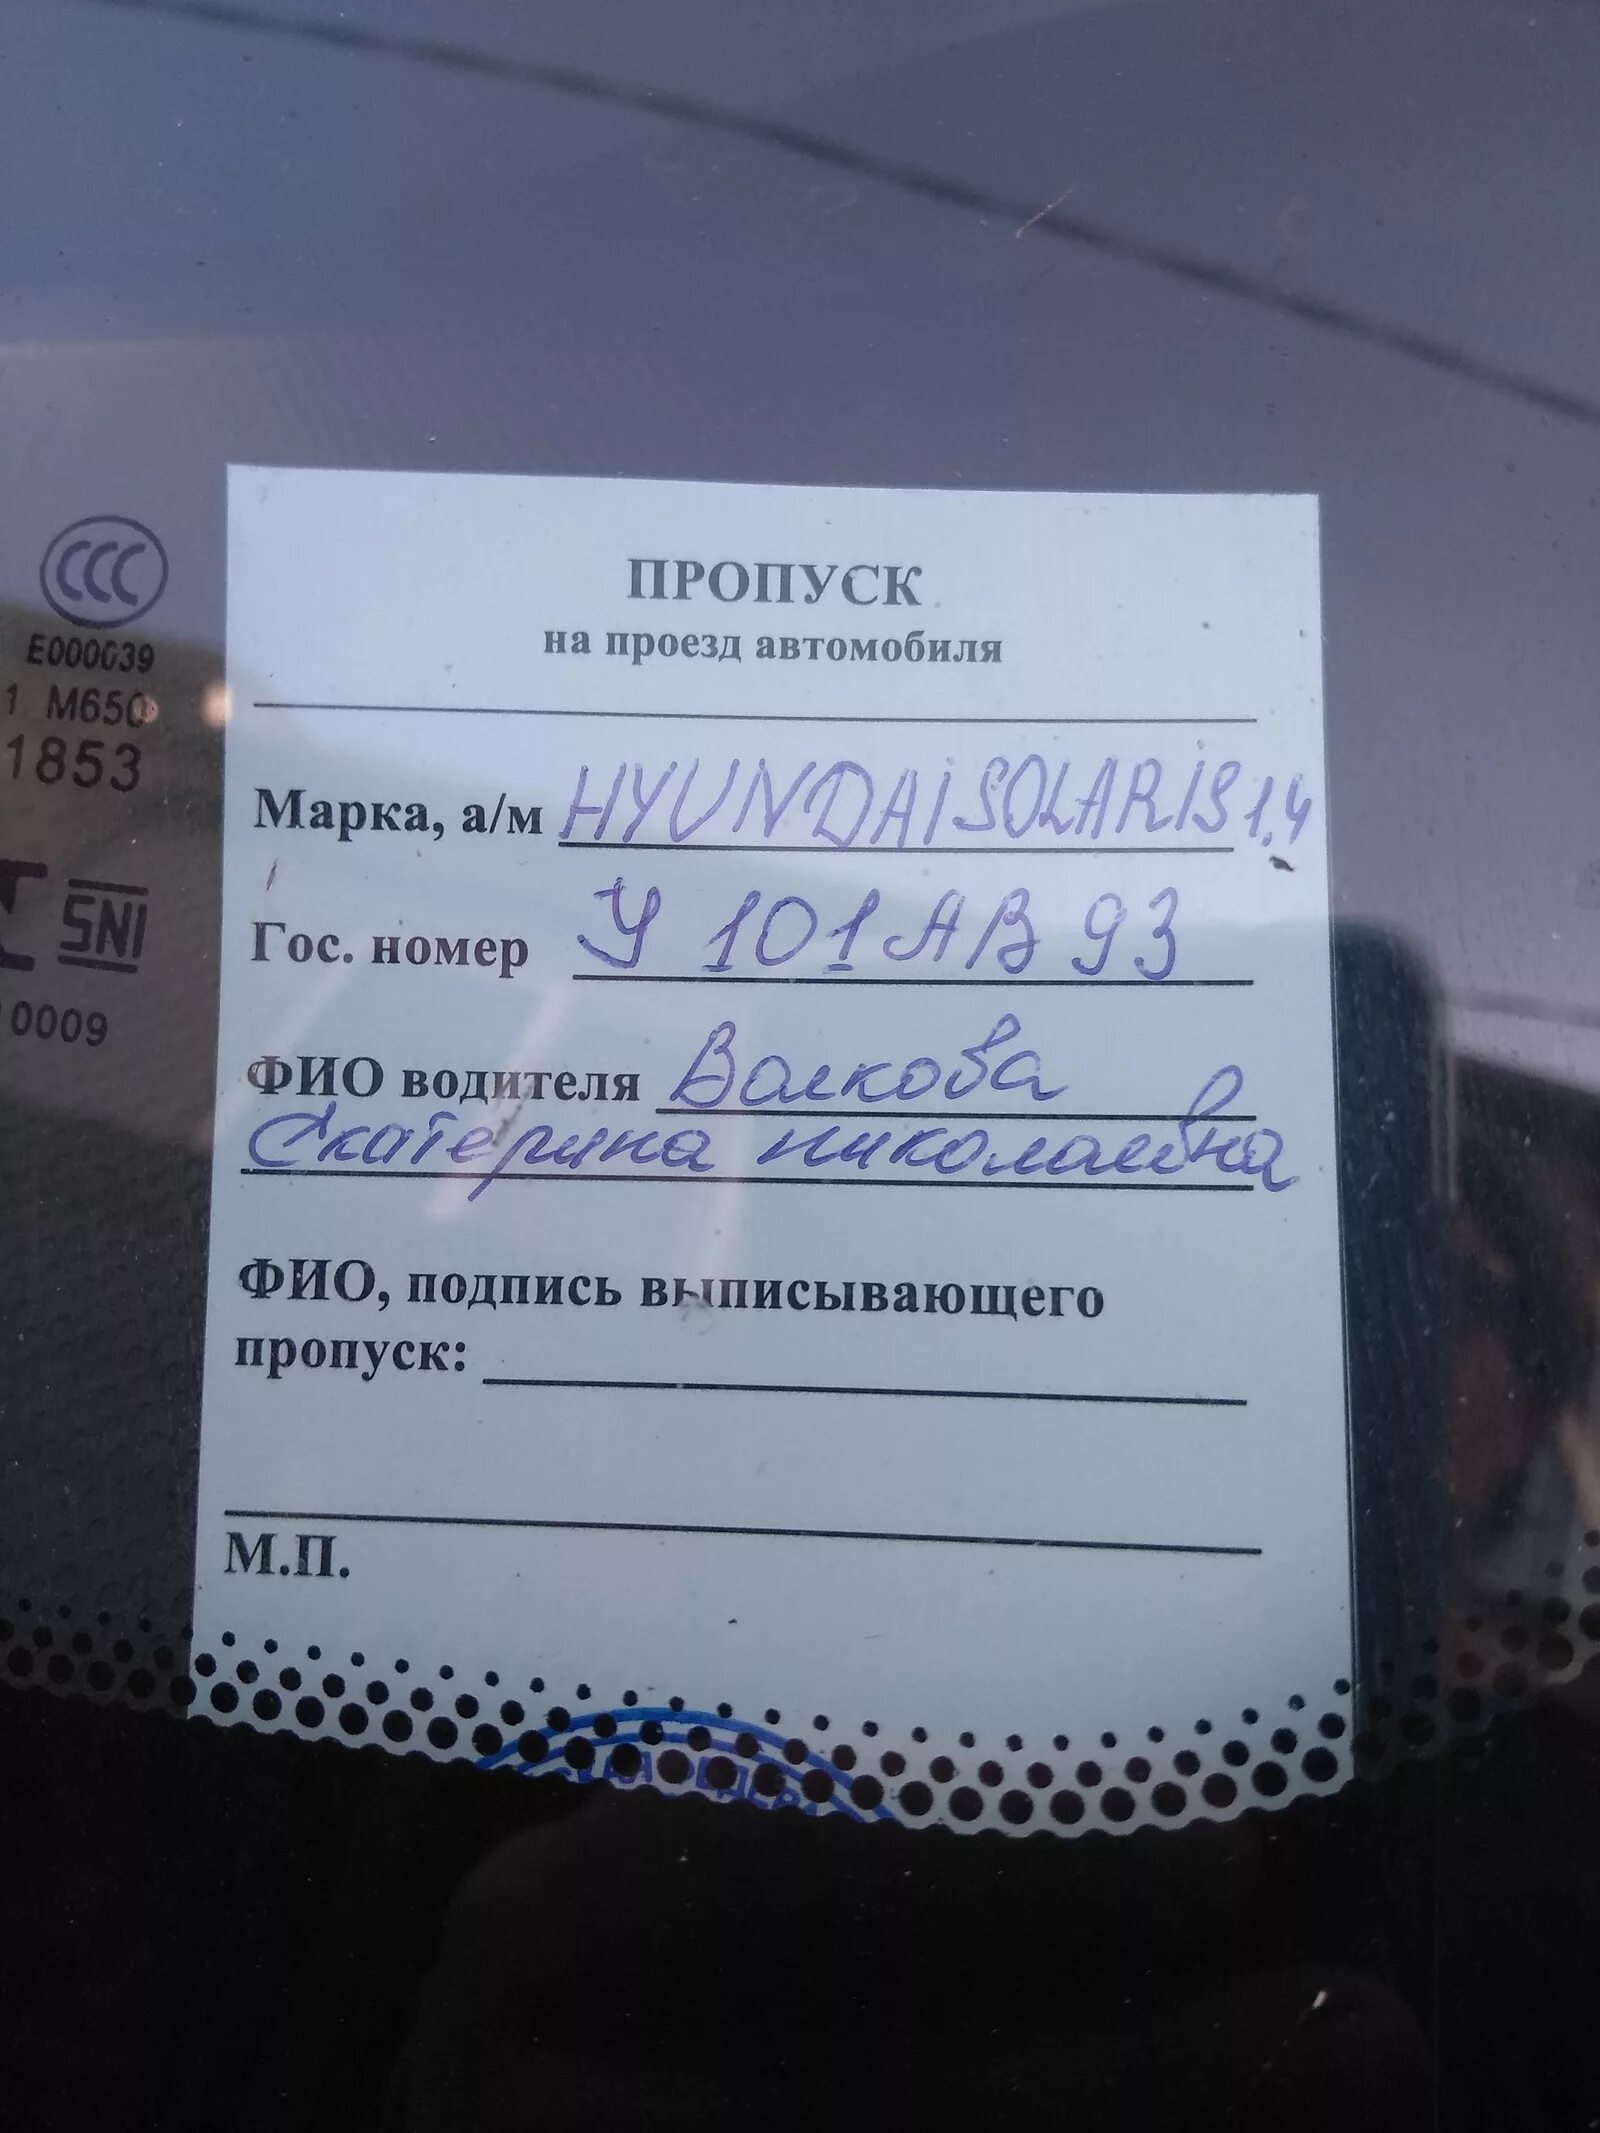 ПРОПУСК
на проезд автомобиля
CCC
E000039
1 M650
1853
Марка, а/м HYUNDAI SOLARIS 1.4
SNI
Гос. номер У 101 АВ 93
0009
ФИО водителя Волкова
Екатерина Николаевна
ФИО, подпись выписывающего
пропуск:
М.П.